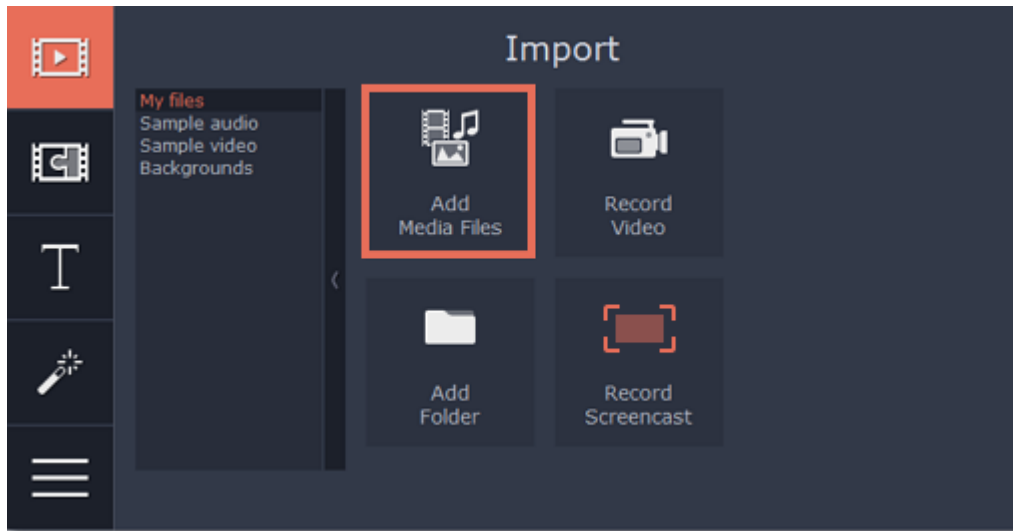 Import
My files
Sample audio
Sample video
Backgrounds
Add
Media Files
Record
Video
Add
Folder
Record
Screencast
T